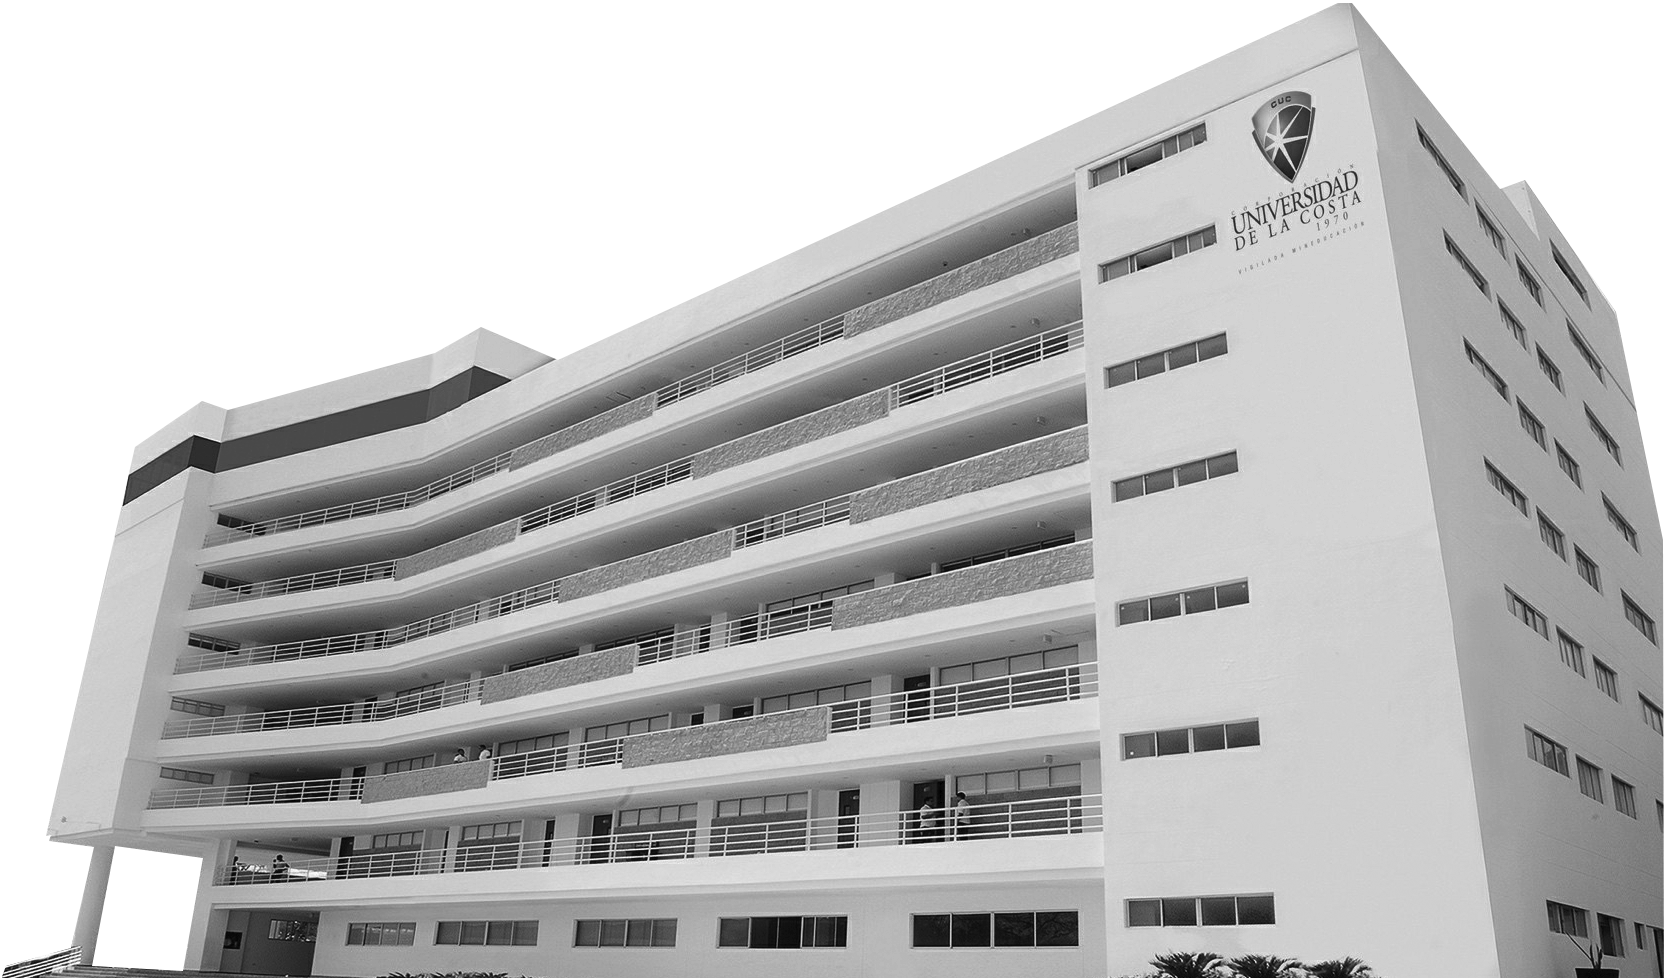 CUC
CORPORACIÓN
UNIVERSIDAD
DE LA COSTA
1970
VIGILADA MINEDUCACIÓN